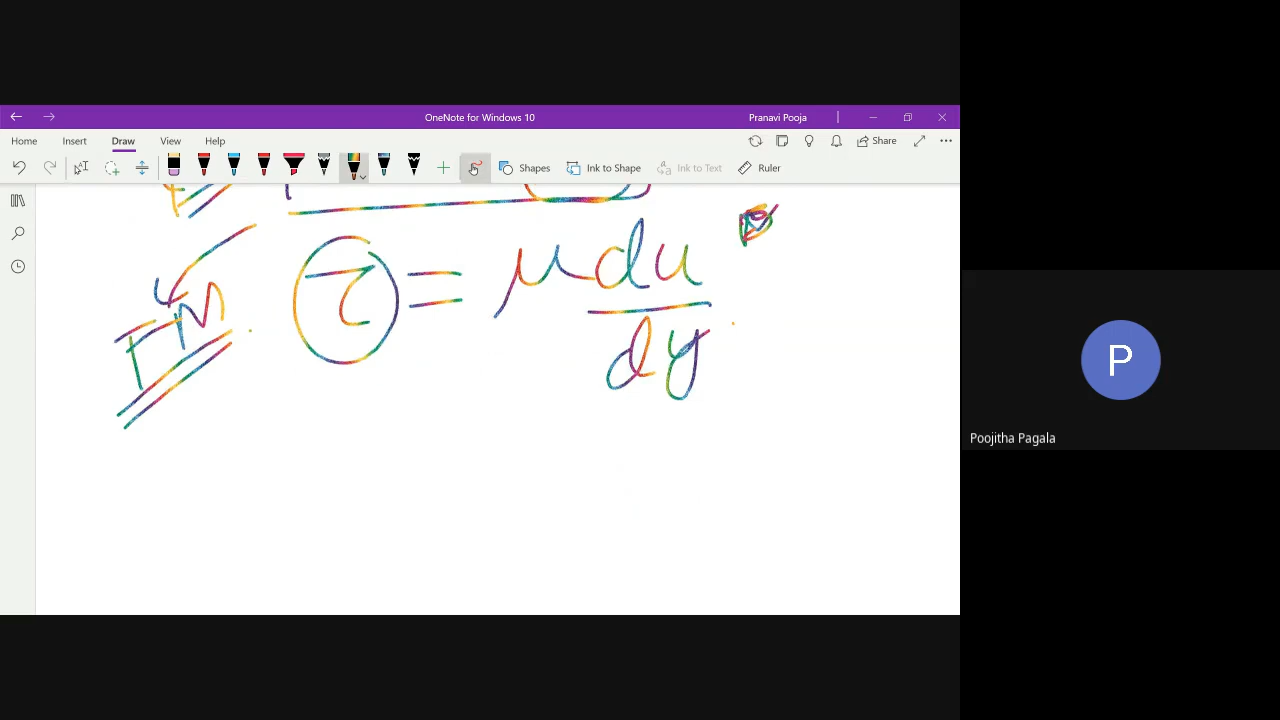 OneNote for Windows 10
Pranavi Pooja
Home Insert Draw View Help
Share
Shapes Ink to Shape Ink to Text Ruler
τ = μ du
dy
P
Poojitha Pagala